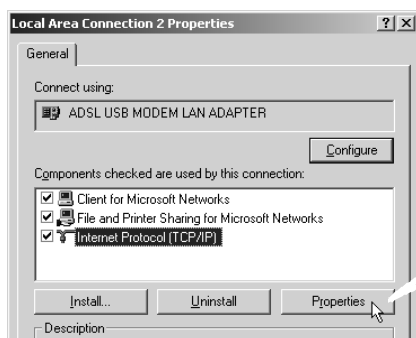 Local Area Connection 2 Properties
General
Connect using:
ADSL USB MODEM LAN ADAPTER
Configure
Components checked are used by this connection:
Client for Microsoft Networks
File and Printer Sharing for Microsoft Networks
Internet Protocol (TCP/IP)
Install... Uninstall Properties
Description